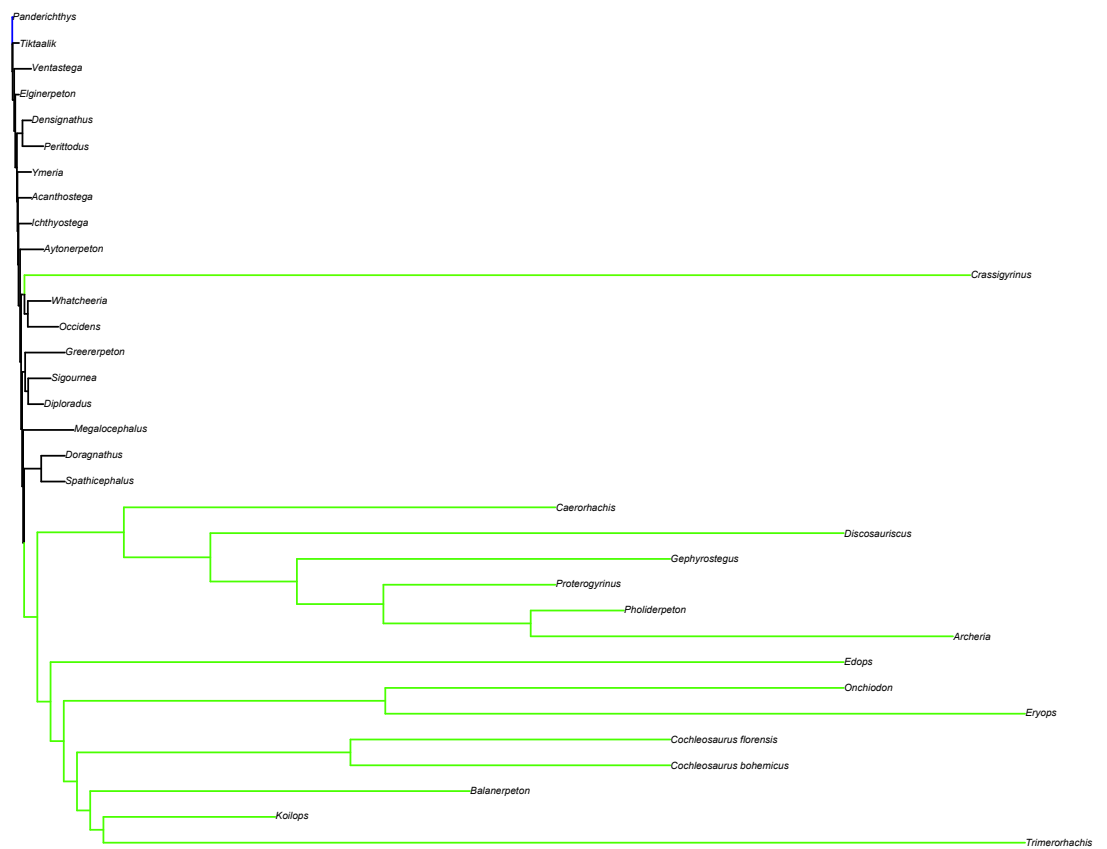 Panderichthys
Tiktaalik
Ventastega
Elginerpeton
Densignathus
Perittodus
Ymeria
Acanthostega
Ichthyostega
Aytonerpeton
Crassigyrinus
Whatcheeria
Occidens
Greererpeton
Sigournea
Diploradus
Megalocephalus
Doragnathus
Spathicephalus
Caerorhachis
Discosauriscus
Gephyrostegus
Proterogyrinus
Pholiderpeton
Archeria
Edops
Onchiodon
Eryops
Cochleosaurus florensis
Cochleosaurus bohemicus
Balanerpeton
Koilops
Trimerorhachis